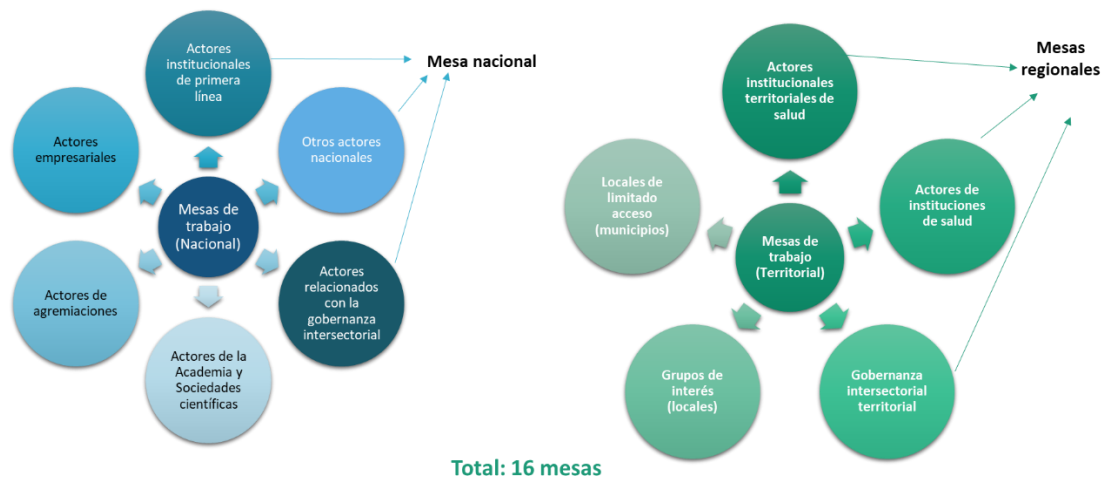 Actores
institucionales
de primera
línea
Mesa nacional
Actores
empresariales
Otros actores
nacionales
Mesas de
trabajo
(Nacional)
Actores de
agremiaciones
Actores
relacionados
con la
gobernanza
intersectorial
Actores de la
Academia y
Sociedades
científicas
Actores
institucionales
territoriales de
salud
Mesas
regionales
Locales de
limitado
acceso
(municipios)
Actores de
instituciones
de salud
Mesas de
trabajo
(Territorial)
Grupos de
interés
(locales)
Gobernanza
intersectorial
territorial
Total: 16 mesas